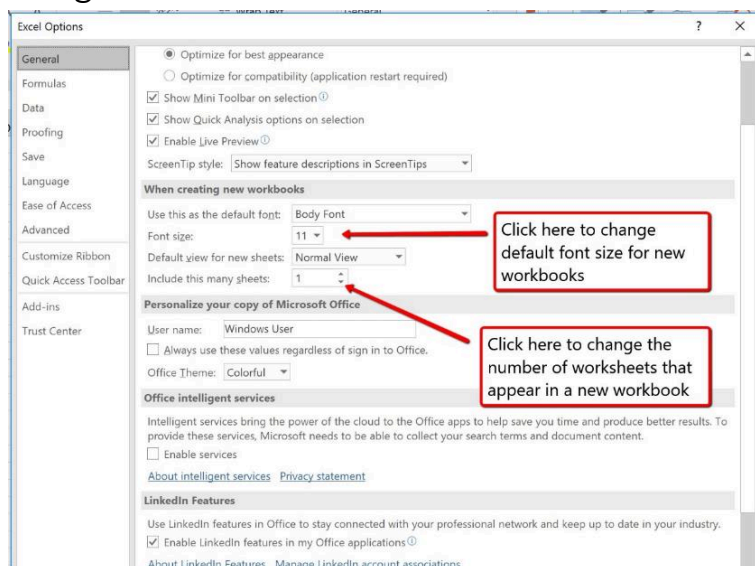 Wrap Text
General
Excel Options
?
General
Formulas
Data
Proofing
Save
Language
Ease of Access
Advanced
Customize Ribbon
Quick Access Toolbar
Add-ins
Trust Center
Optimize for best appearance
Optimize for compatibility (application restart required)
Show Mini Toolbar on selection
Show Quick Analysis options on selection
Enable Live Preview
ScreenTip style: Show feature descriptions in ScreenTips
When creating new workbooks
Use this as the default font: Body Font
Font size: 11
Default view for new sheets: Normal View
Include this many sheets: 1
Click here to change
default font size for new
workbooks
Personalize your copy of Microsoft Office
User name: Windows User
Always use these values regardless of sign in to Office.
Office Theme: Colorful
Click here to change the
number of worksheets that
appear in a new workbook
Office intelligent services
Intelligent services bring the power of the cloud to the Office apps to help save you time and produce better results. To
provide these services, Microsoft needs to be able to collect your search terms and document content.
Enable services
About intelligent services Privacy statement
LinkedIn Features
Use LinkedIn features in Office to stay connected with your professional network and keep up to date in your industry.
Enable LinkedIn features in my Office applications
About LinkedIn Features Manage LinkedIn account associations